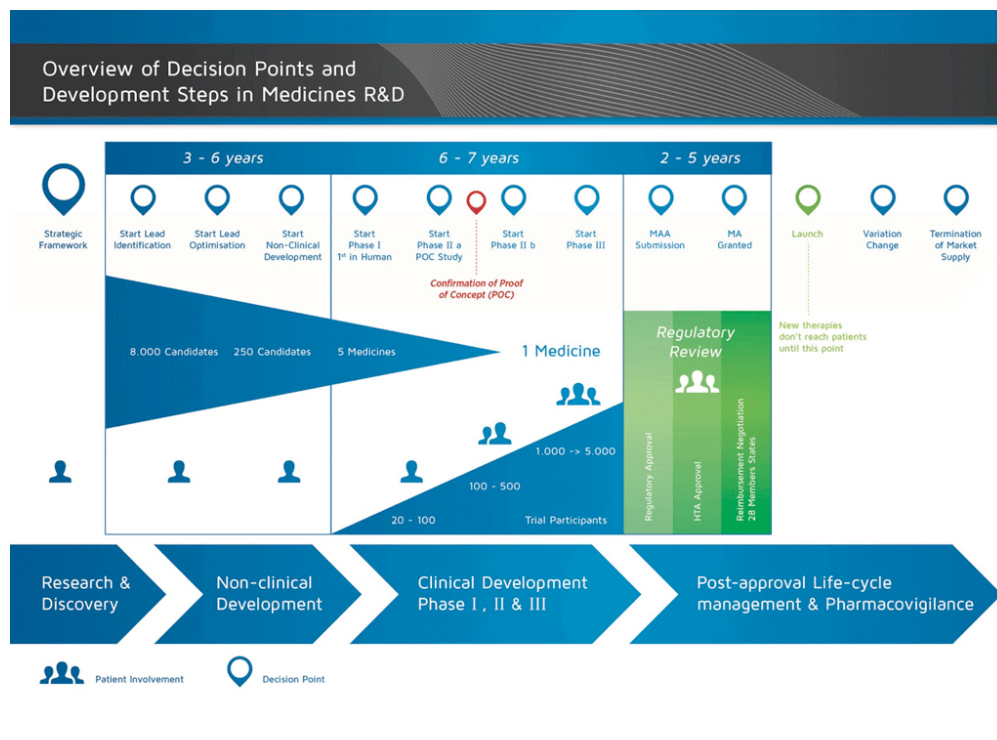 Overview of Decision Points and
Development Steps in Medicines R&D
3 - 6 years
6 - 7 years
2 - 5 years
Strategic
Framework
Start Lead
Identification
Start Lead
Optimisation
Start
Non-Clinical
Development
Start
Phase I
1st in Human
Start
Phase II a
POC Study
Start
Phase II b
Start
Phase III
MAA
Submission
MA
Granted
Launch
Variation
Change
Termination
of Market
Supply
Confirmation of Proof
of Concept (POC)
New therapies
don't reach patients
until this point
8.000 Candidates
250 Candidates
5 Medicines
1 Medicine
Regulatory
Review
1.000 -> 5.000
100 - 500
20 - 100
Trial Participants
Regulatory Approval
HTA Approval
Reimbursement Negotiation
28 Members States
Research &
Discovery
Non-clinical
Development
Clinical Development
Phase I , II & III
Post-approval Life-cycle
management & Pharmacovigilance
Patient Involvement
Decision Point